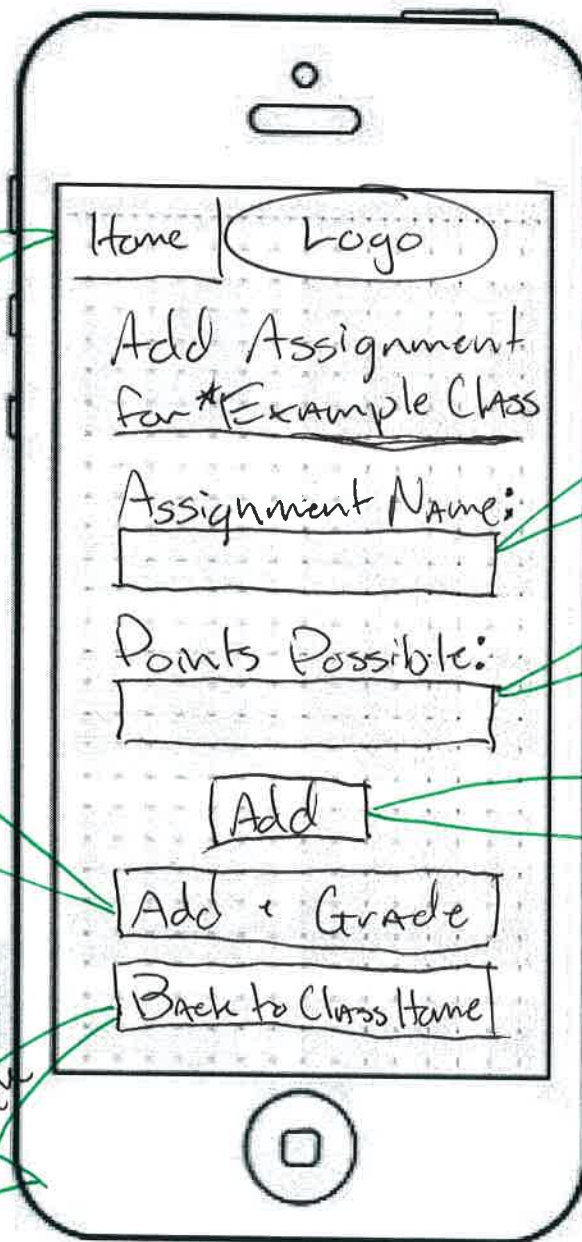 Home Logo
Add Assignment
for *Example Class
Assignment Name:
Points Possible:
Add
Add + Grade
Back to Class Home